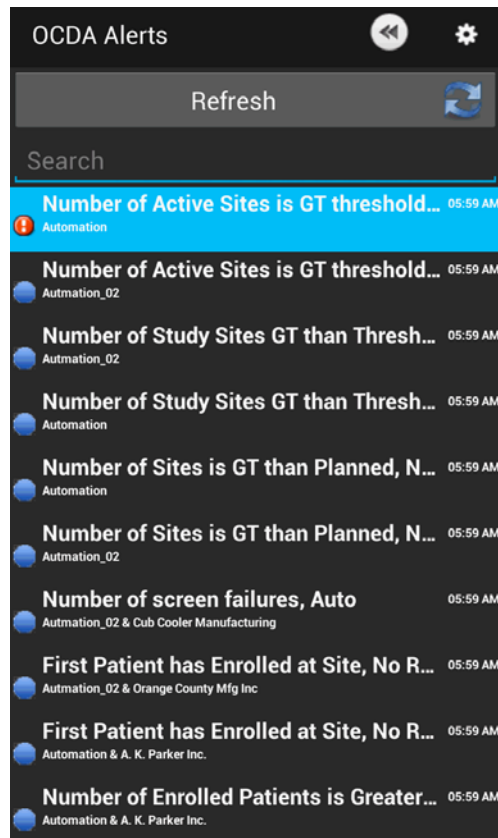 OCDA Alerts
Refresh
Search
Number of Active Sites is GT threshold... 05:59 AM
Automation
Number of Active Sites is GT threshold... 05:59 AM
Autmation_02
Number of Study Sites GT than Thresh... 05:59 AM
Autmation_02
Number of Study Sites GT than Thresh... 05:59 AM
Automation
Number of Sites is GT than Planned, N... 05:59 AM
Automation
Number of Sites is GT than Planned, N... 05:59 AM
Autmation_02
Number of screen failures, Auto 05:59 AM
Autmation_02 & Cub Cooler Manufacturing
First Patient has Enrolled at Site, No R... 05:59 AM
Autmation_02 & Orange County Mfg Inc
First Patient has Enrolled at Site, No R... 05:59 AM
Automation & A. K. Parker Inc.
Number of Enrolled Patients is Greater... 05:59 AM
Automation & A. K. Parker Inc.